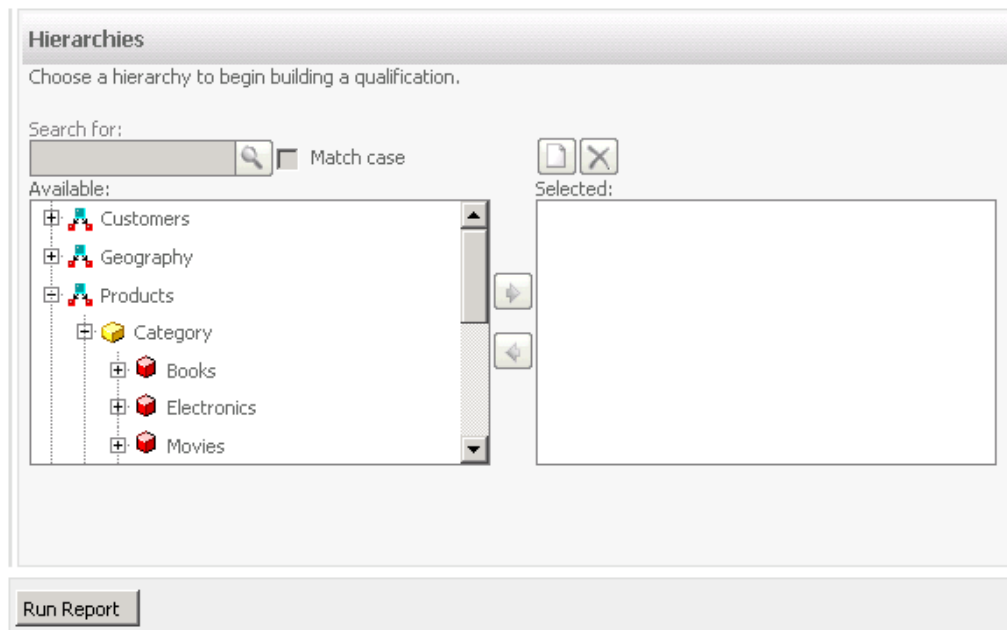 Hierarchies
Choose a hierarchy to begin building a qualification.
Search for:
Match case
Available:
Selected:
Customers
Geography
Products
Category
Books
Electronics
Movies
Run Report